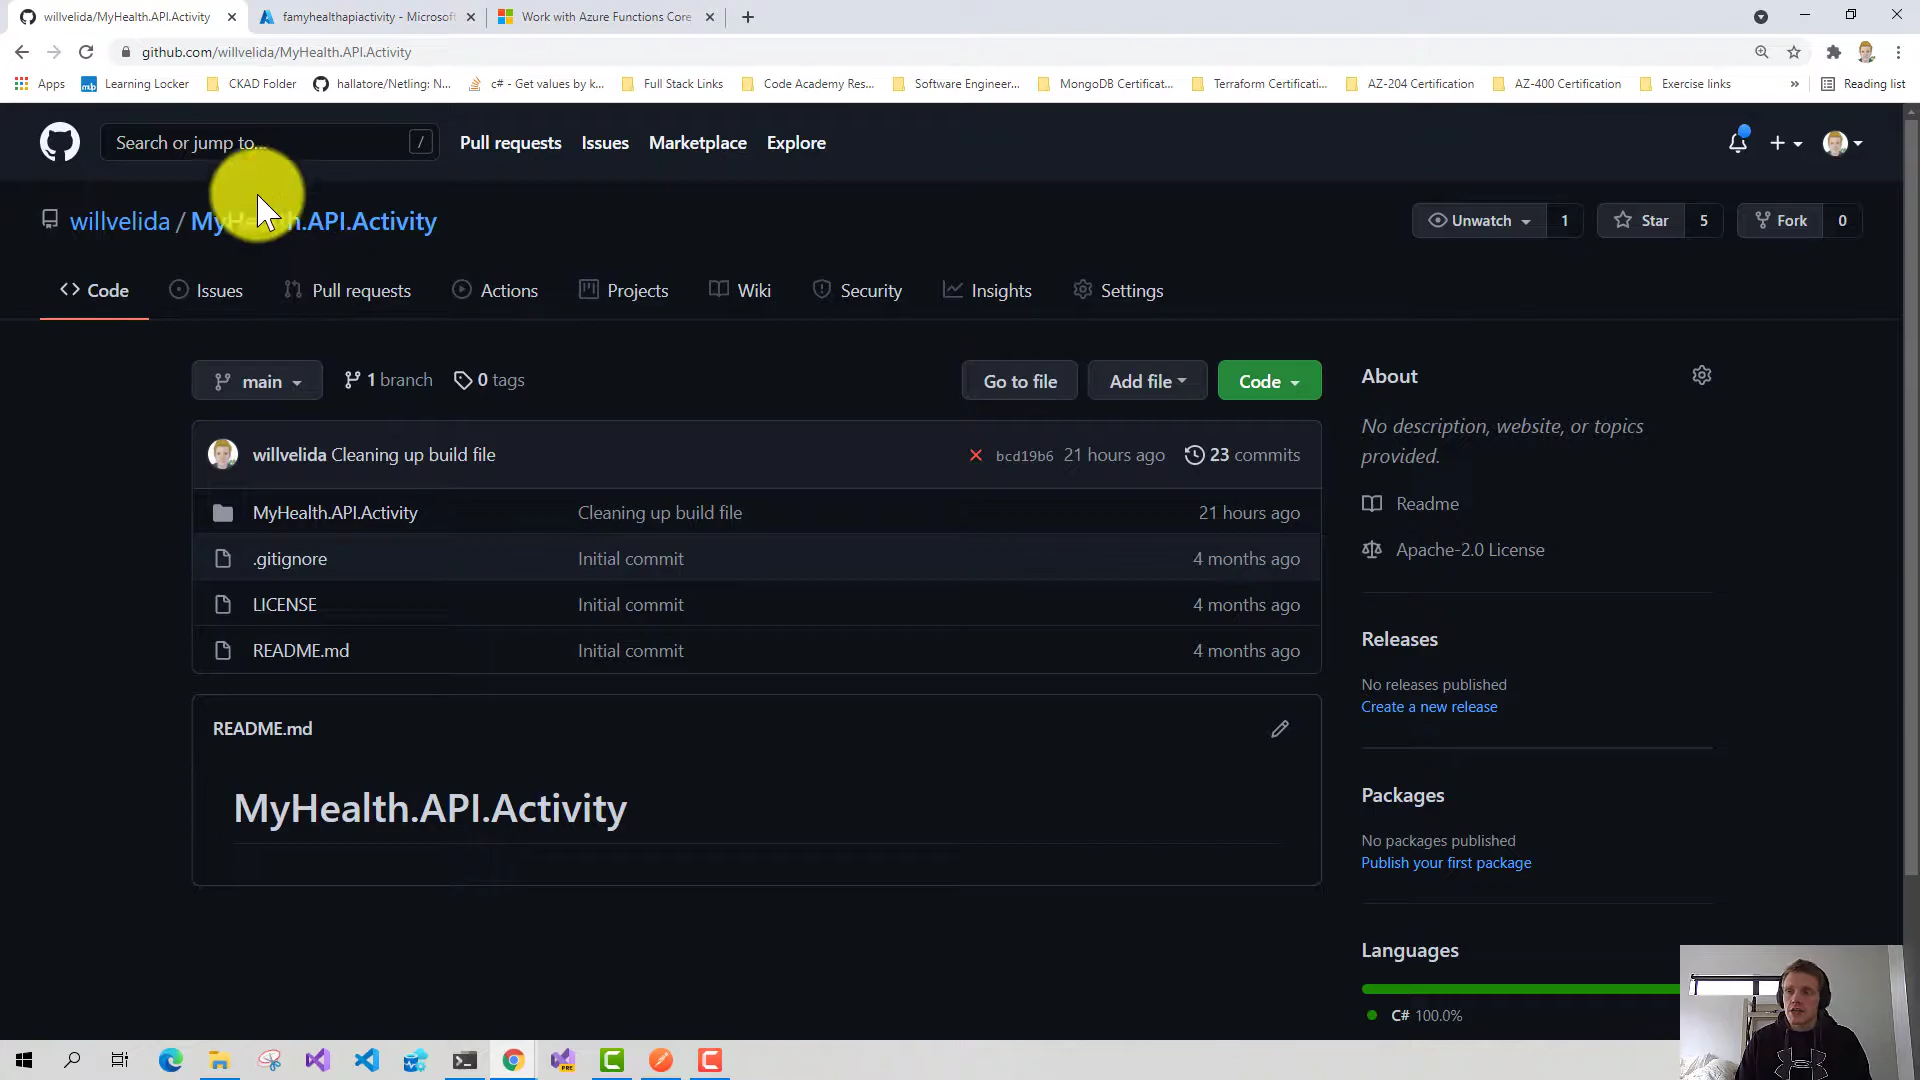 willvelida/MyHealth.API.Activity
famyhealthapiactivity - Microsoft
Work with Azure Functions Core
github.com/willvelida/MyHealth.API.Activity
Apps
Learning Locker
CKAD Folder
hallatore/Netling: N...
c# - Get values by k...
Full Stack Links
Code Academy Res...
Software Engineer...
MongoDB Certificat...
Terraform Certificati...
AZ-204 Certification
AZ-400 Certification
Exercise links
»
Reading list
Search or jump to...
/
Pull requests
Issues
Marketplace
Explore
willvelida / MyHealth.API.Activity
Unwatch 1
Star 5
Fork 0
Code
Issues
Pull requests
Actions
Projects
Wiki
Security
Insights
Settings
main
1 branch
0 tags
Go to file
Add file
Code
willvelida Cleaning up build file
bcd19b6 21 hours ago
23 commits
MyHealth.API.Activity Cleaning up build file 21 hours ago
.gitignore Initial commit 4 months ago
LICENSE Initial commit 4 months ago
README.md Initial commit 4 months ago
README.md
MyHealth.API.Activity
About
No description, website, or topics
provided.
Readme
Apache-2.0 License
Releases
No releases published
Create a new release
Packages
No packages published
Publish your first package
Languages
C# 100.0%